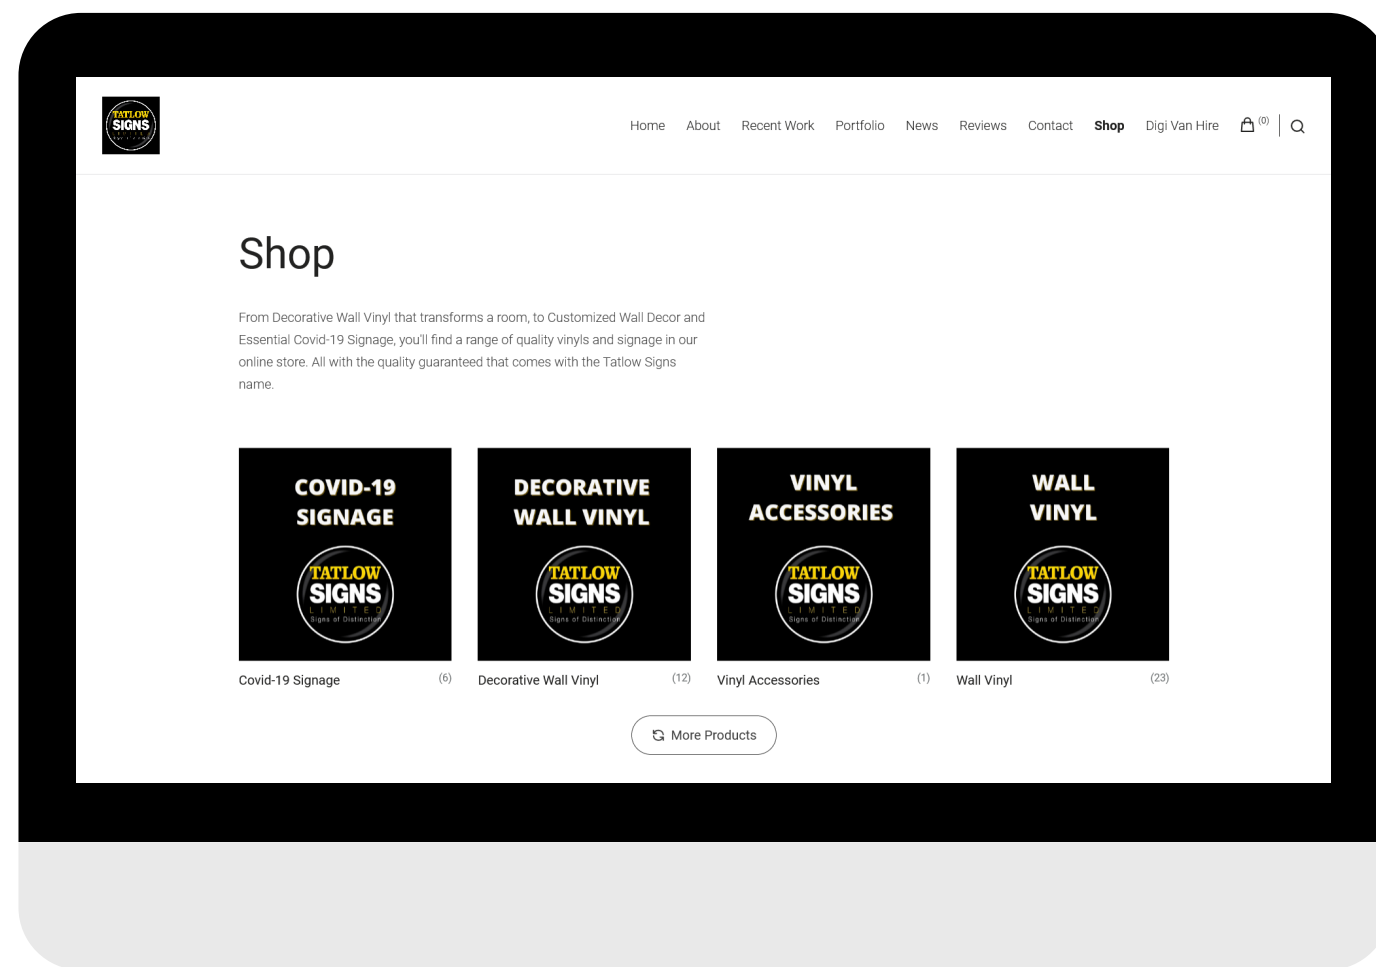 TATLOW
SIGNS
Home About Recent Work Portfolio News Reviews Contact Shop Digi Van Hire (0)
Shop
From Decorative Wall Vinyl that transforms a room, to Customized Wall Decor and
Essential Covid-19 Signage, you'll find a range of quality vinyls and signage in our
online store. All with the quality guaranteed that comes with the Tatlow Signs
name.
COVID-19
SIGNAGE
TATLOW
SIGNS
LIMITED
Signs of Distinction
Covid-19 Signage (6)
DECORATIVE
WALL VINYL
TATLOW
SIGNS
LIMITED
Signs of Distinction
Decorative Wall Vinyl (12)
VINYL
ACCESSORIES
TATLOW
SIGNS
LIMITED
Signs of Distinction
Vinyl Accessories (1)
WALL
VINYL
TATLOW
SIGNS
LIMITED
Signs of Distinction
Wall Vinyl (23)
More Products